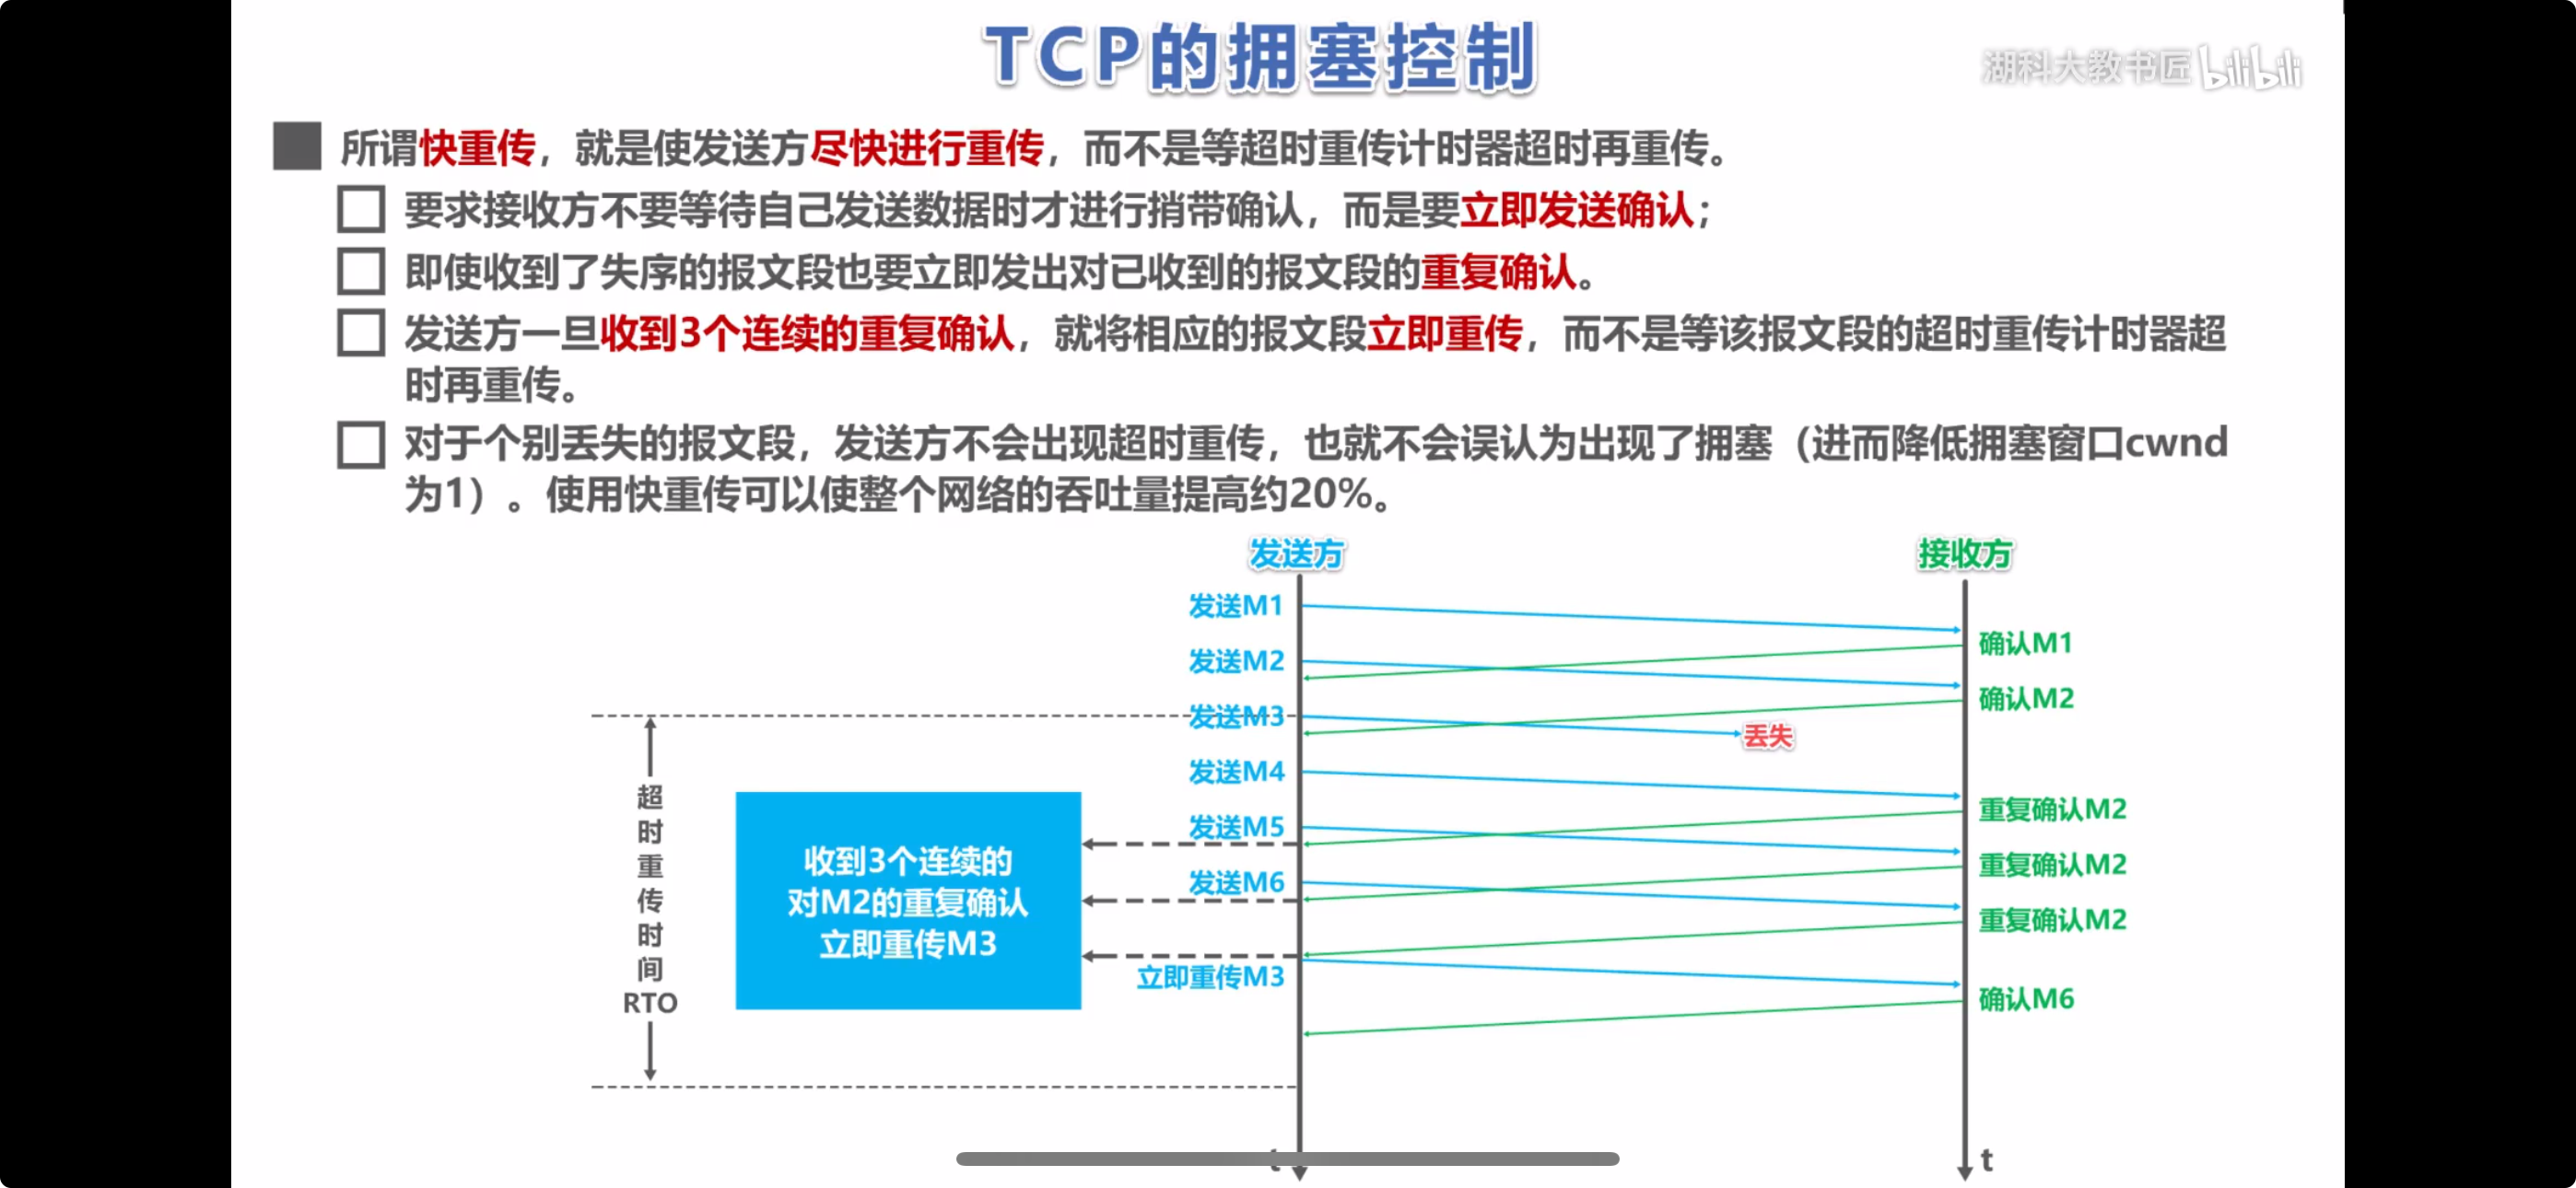 TCP的拥塞控制
湖科大教书匠 bilibili
所谓快重传，就是使发送方尽快进行重传，而不是等超时重传计时器超时再重传。
要求接收方不要等待自己发送数据时才进行捎带确认，而是要立即发送确认；
即使收到了失序的报文段也要立即发出对已收到的报文段的重复确认。
发送方一旦收到3个连续的重复确认，就将相应的报文段立即重传，而不是等该报文段的超时重传计时器超
时再重传。
对于个别丢失的报文段，发送方不会出现超时重传，也就不会误认为出现了拥塞（进而降低拥塞窗口cwnd
为1）。使用快重传可以使整个网络的吞吐量提高约20%。
发送方
接收方
发送M1
确认M1
发送M2
确认M2
发送M3
丢失
发送M4
重复确认M2
发送M5
重复确认M2
发送M6
重复确认M2
立即重传M3
确认M6
超
时
重
传
时
间
RTO
收到3个连续的
对M2的重复确认
立即重传M3
t
t